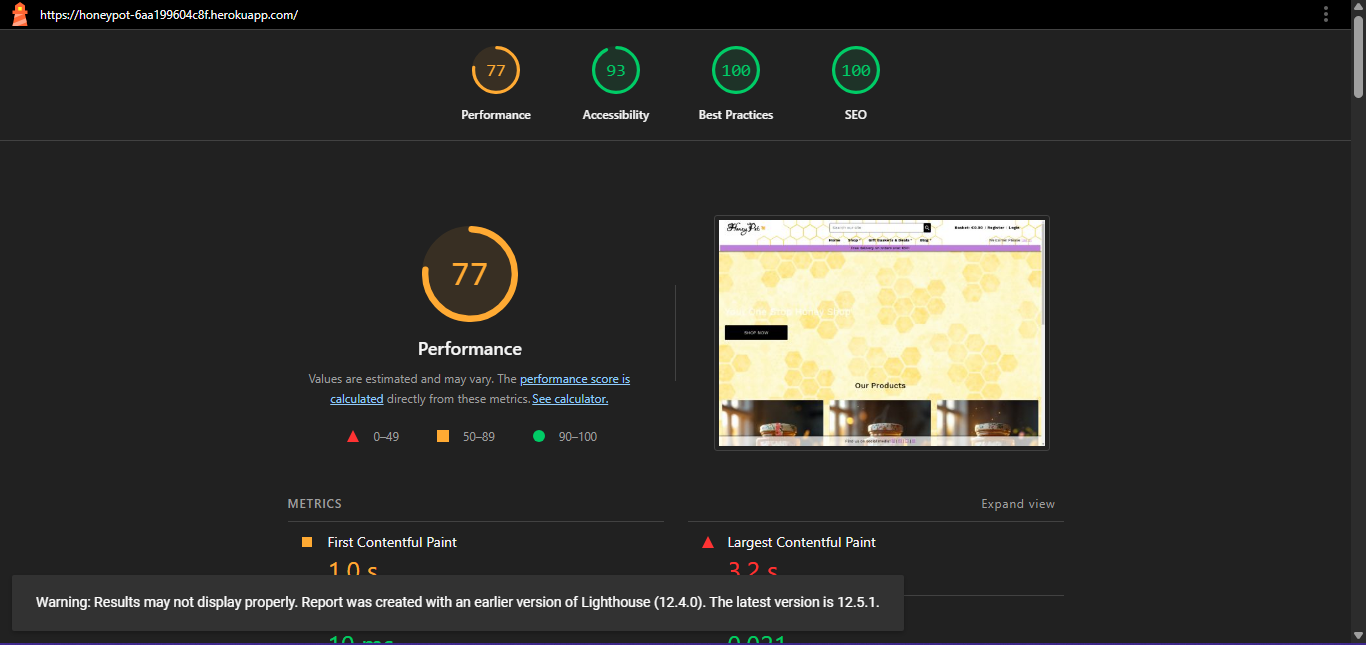 https://honeypot-6aa199604c8f.herokuapp.com/
77
93
100
100
Performance
Accessibility
Best Practices
SEO
77
Performance
Values are estimated and may vary. The performance score is
calculated directly from these metrics. See calculator.
0–49
50–89
90–100
HoneyPot
Search our site
Basket: €0.00 | Register | Login
Home Shop Gift Baskets & Deals Blog
SHOP NOW
Our Products
METRICS
Expand view
First Contentful Paint
1.0 s
Largest Contentful Paint
3.2 s
Warning: Results may not display properly. Report was created with an earlier version of Lighthouse (12.4.0). The latest version is 12.5.1.
10 ms
0.021